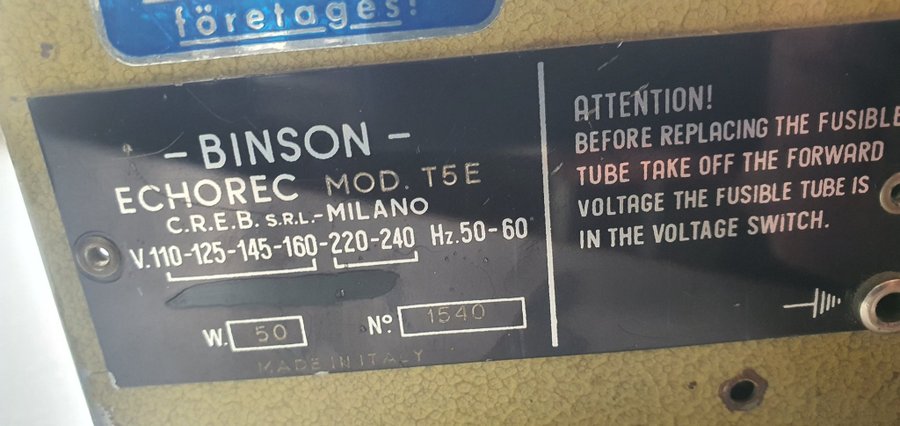 företages!
- BINSON -
ECHOREC MOD. T5E
C.R.E.B. S.R.L.-MILANO
V.110-125-145-160-220-240 Hz.50-60
W. 50 No. 1540
MADE IN ITALY
ATTENTION!
BEFORE REPLACING THE FUSIBLE
TUBE TAKE OFF THE FORWARD
VOLTAGE THE FUSIBLE TUBE IS
IN THE VOLTAGE SWITCH.